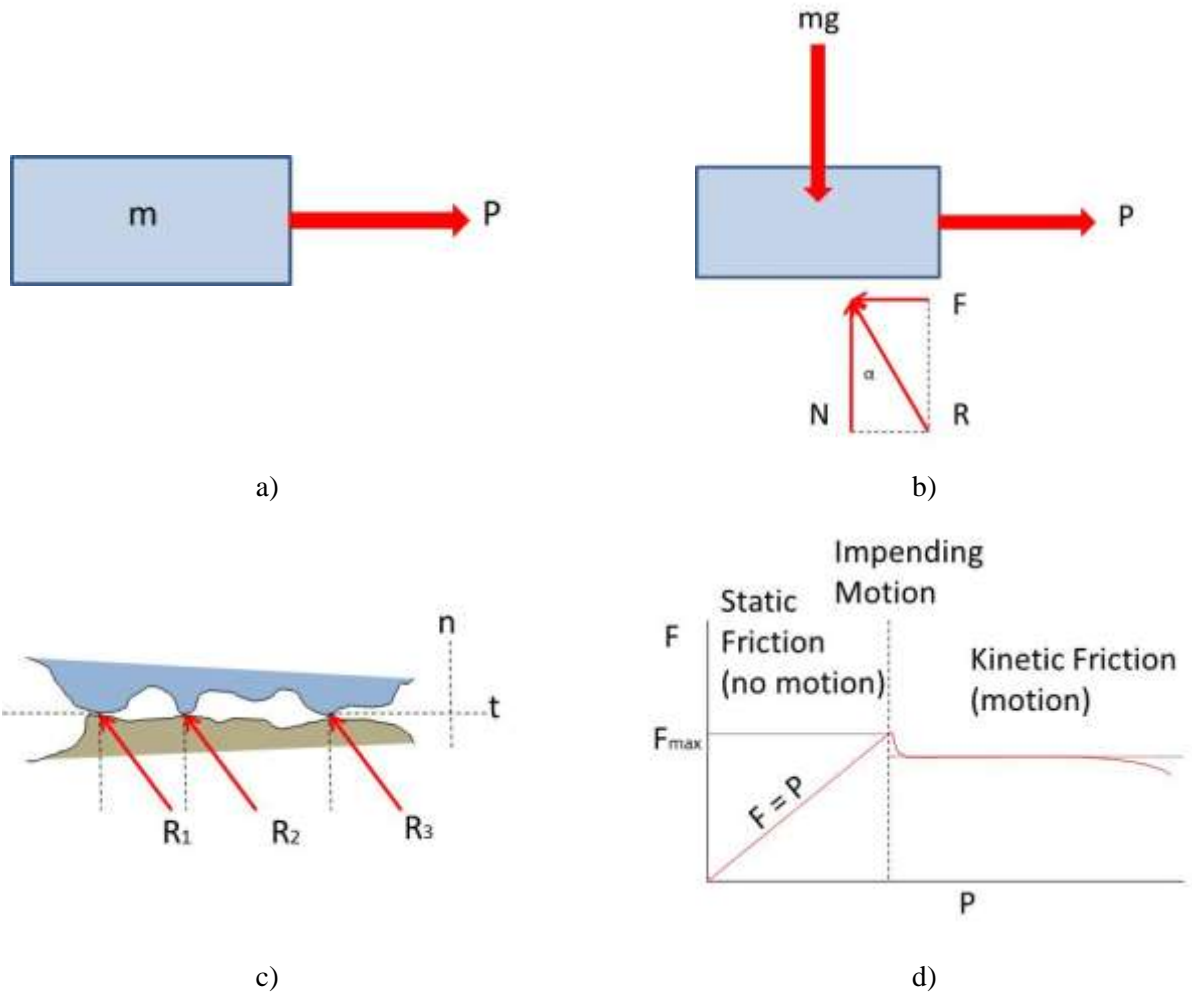 m
P
a)
mg
P
F
α
N
R
b)
n
t
R1
R2
R3
c)
Impending
Motion
Static
Friction
(no motion)
F
Kinetic Friction
(motion)
Fmax
F = P
P
d)